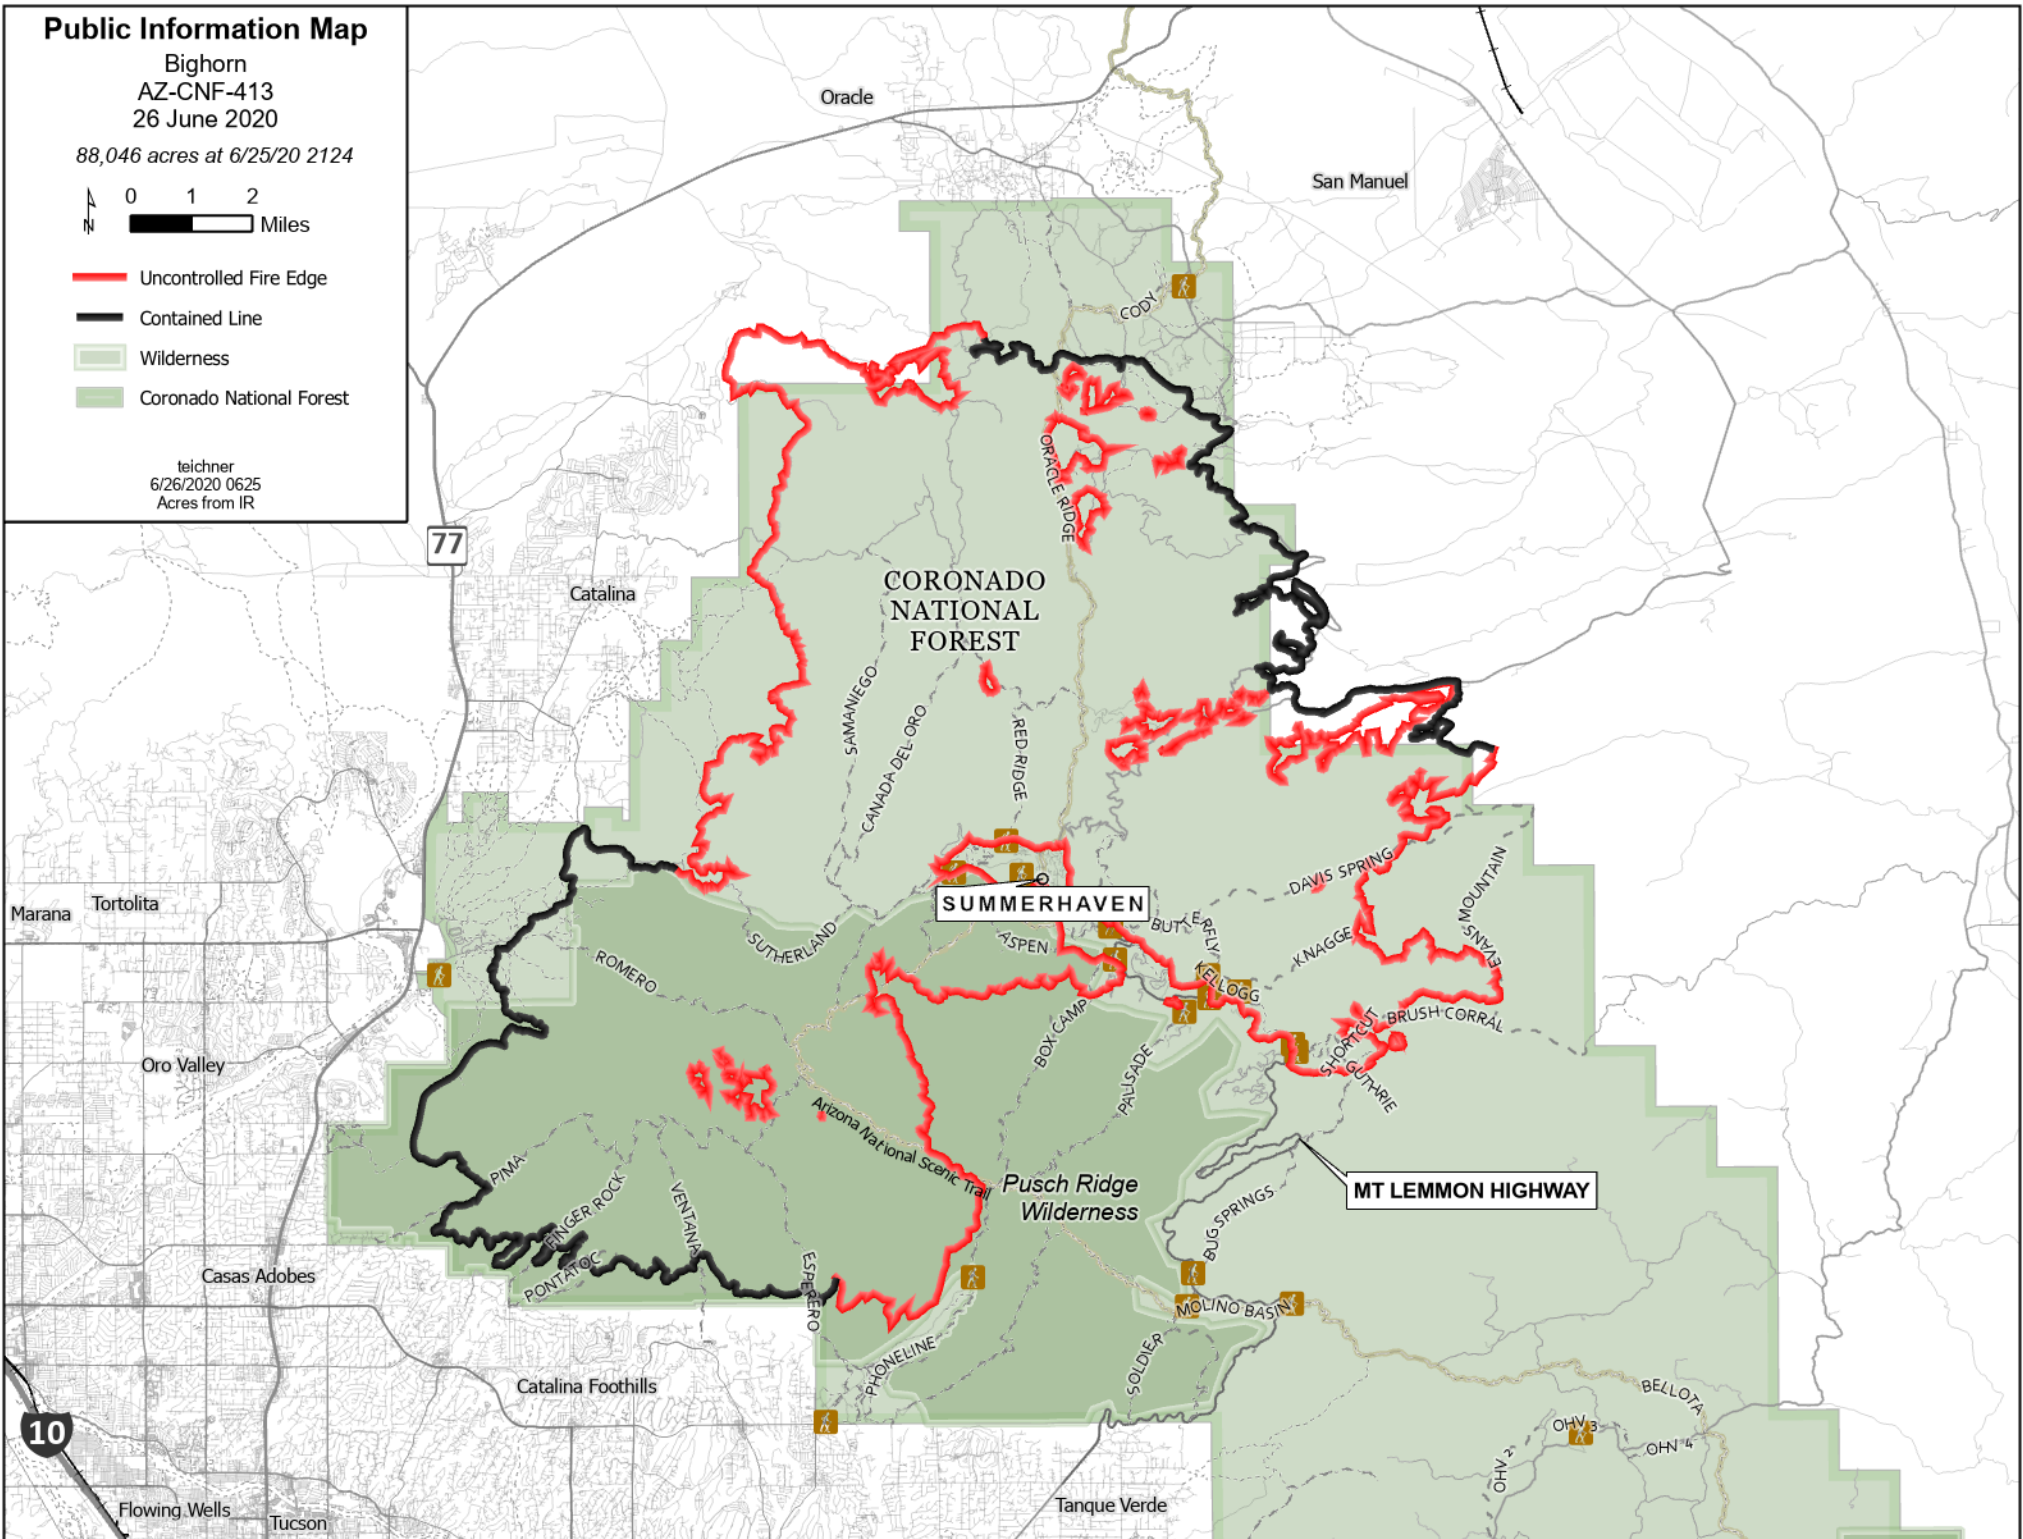 Public Information Map
Bighorn
AZ-CNF-413
26 June 2020
88,046 acres at 6/25/20 2124
0 1 2
Miles
N
Uncontrolled Fire Edge
Contained Line
Wilderness
Coronado National Forest
teichner
6/26/2020 0625
Acres from IR
Oracle
San Manuel
CODY
ORACLE RIDGE
77
Catalina
CORONADO
NATIONAL
FOREST
SAMANIEGO
CANADA DEL ORO
RED RIDGE
DAVIS SPRING
EVANS MOUNTAIN
Marana
Tortolita
SUMMERHAVEN
SUTHERLAND
ROMERO
ASPEN
BUTTERFLY
KNAGGE
KELLOGG
BRUSH CORRAL
SHORTCUT
GUTHRIE
BOX CAMP
PALISADE
Oro Valley
Arizona National Scenic Trail
Pusch Ridge
Wilderness
MT LEMMON HIGHWAY
PIMA
FINGER ROCK
VENTANA
PONTATOC
ESPERERO
BUG SPRINGS
Casas Adobes
MOLINO BASIN
PHONELINE
SOLDIER
Catalina Foothills
BELLOTA
10
OHV 3
OHN 4
OHV 2
Flowing Wells
Tucson
Tanque Verde